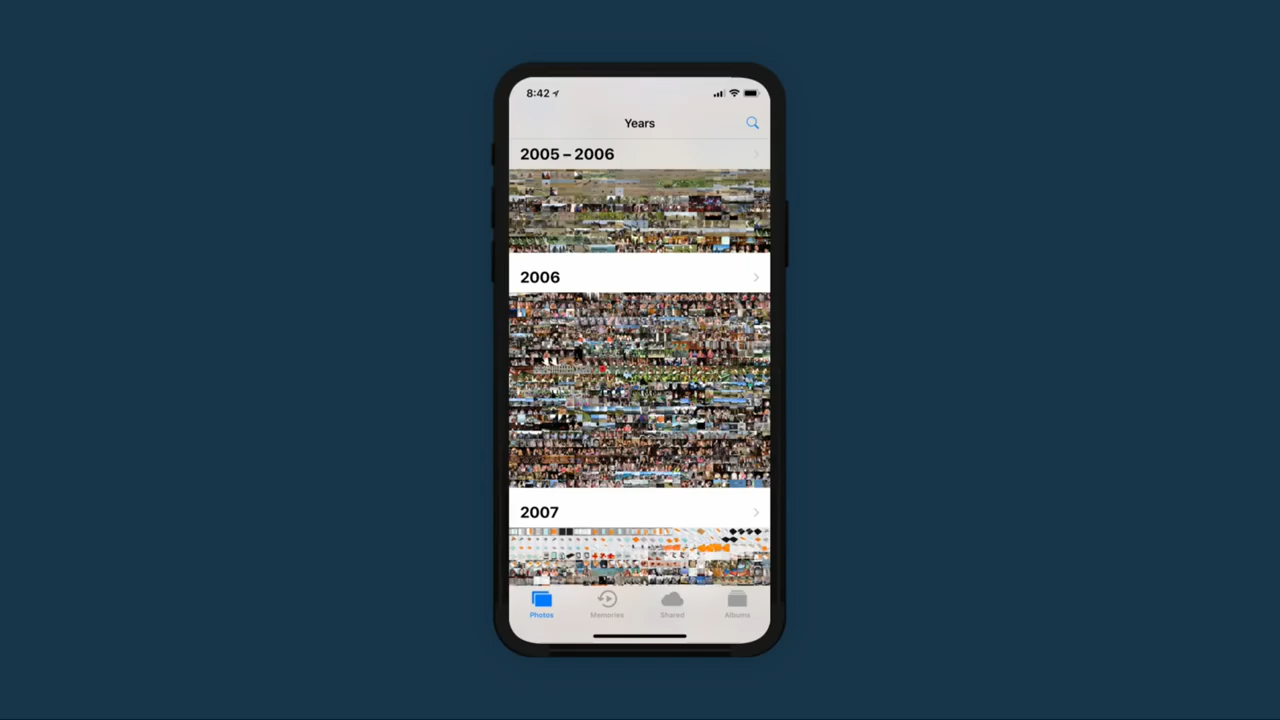 8:42
Years
2005 – 2006
2006
2007
Photos
Memories
Shared
Albums